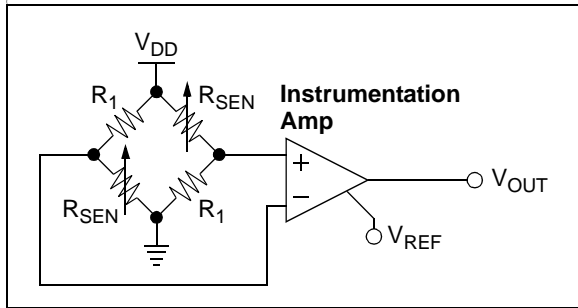 V_DD
R_1
R_SEN
Instrumentation
Amp
+
−
R_SEN
R_1
V_OUT
V_REF